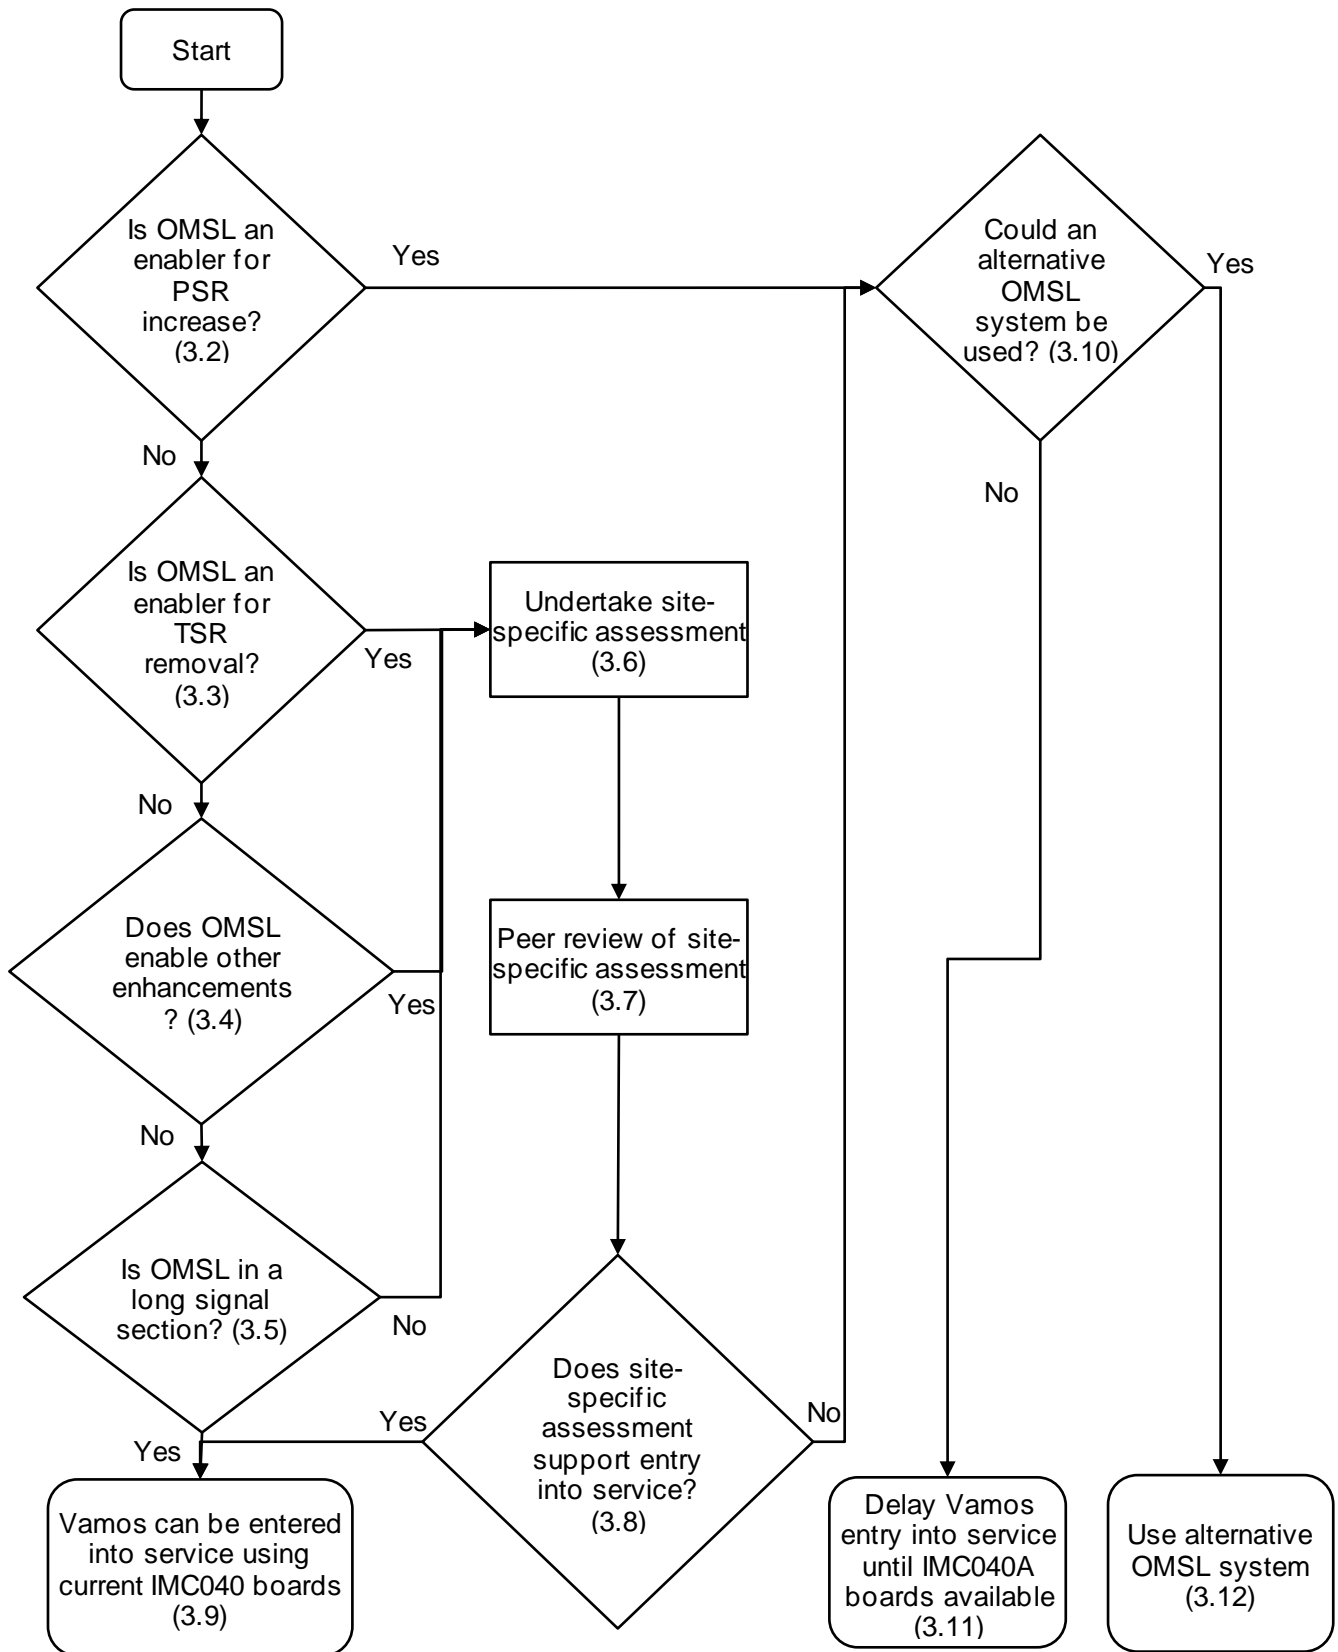 Start
Is OMSL an
enabler for
PSR
increase?
(3.2)
Yes
Could an
alternative
OMSL
system be
used? (3.10)
Yes
No
No
Is OMSL an
enabler for
TSR
removal?
(3.3)
Yes
Undertake site-
specific assessment
(3.6)
No
Does OMSL
enable other
enhancements
? (3.4)
Yes
Peer review of site-
specific assessment
(3.7)
No
Is OMSL in a
long signal
section? (3.5)
No
Does site-
specific
assessment
support entry
into service?
(3.8)
Yes
No
Yes
Vamos can be entered
into service using
current IMC040 boards
(3.9)
Delay Vamos
entry into service
until IMC040A
boards available
(3.11)
Use alternative
OMSL system
(3.12)